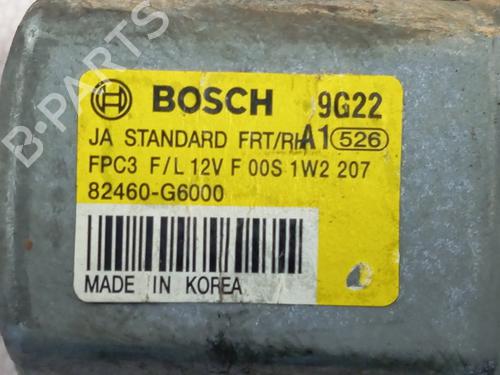 BOSCH 9G22
JA STANDARD FRT/RH A1 526
FPC3 F/L 12V F 00S 1W2 207
82460-G6000
MADE IN KOREA
B-PARTS